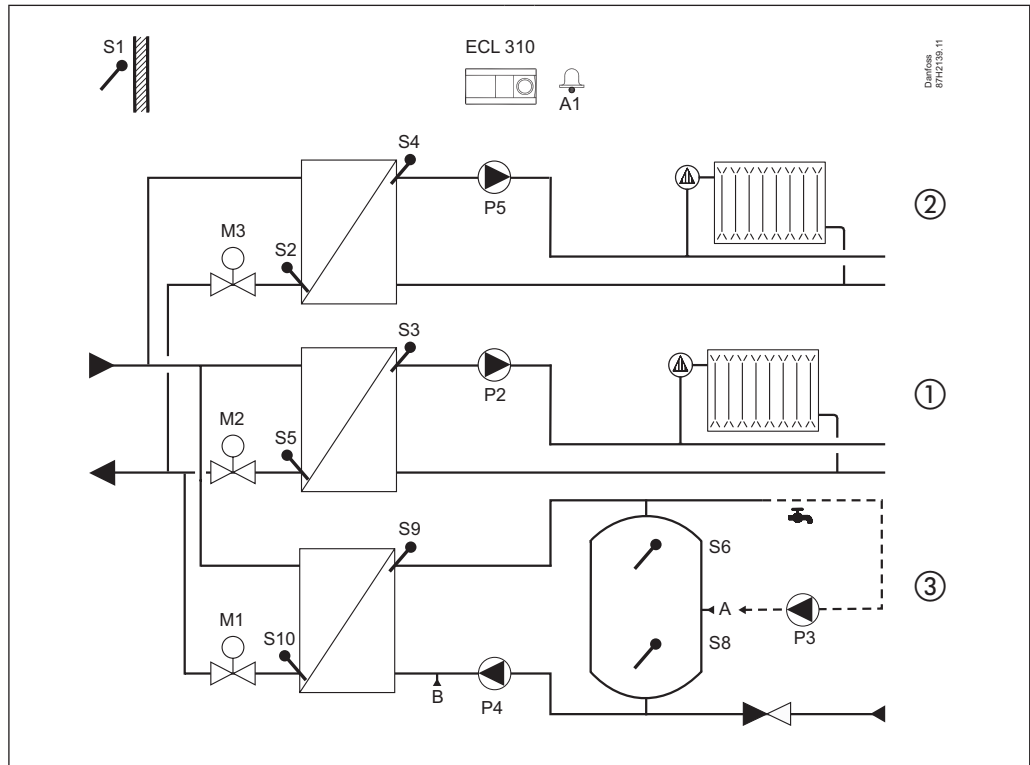 S1
ECL 310
A1
Danfoss
87H2139.11
S4
P5
M3
S2
②
S3
P2
M2
S5
①
S9
S6
A
P3
③
M1
S10
S8
B
P4